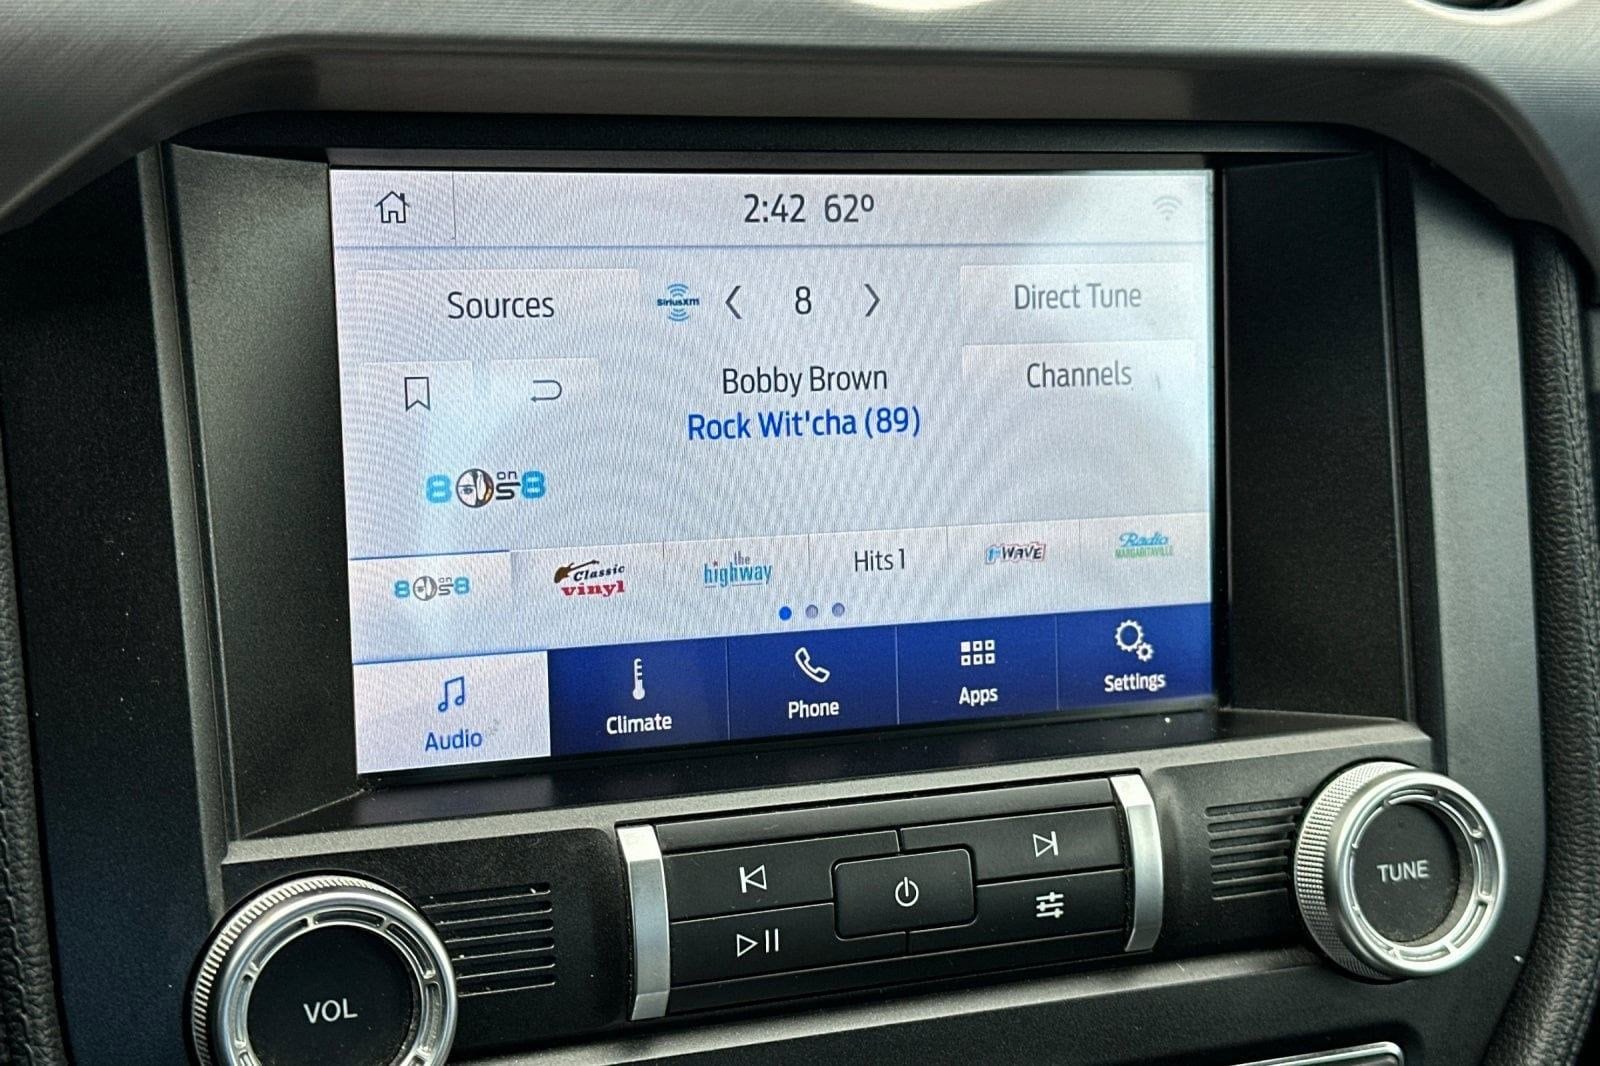 2:42 62°
Sources
siriusxm
8
Direct Tune
Bobby Brown
Channels
Rock Wit'cha (89)
80s on 8
80s on 8
Classic
vinyl
the
highway
Hits 1
1st WAVE
Radio
MARGARITAVILLE
Audio
Climate
Phone
Apps
Settings
VOL
TUNE